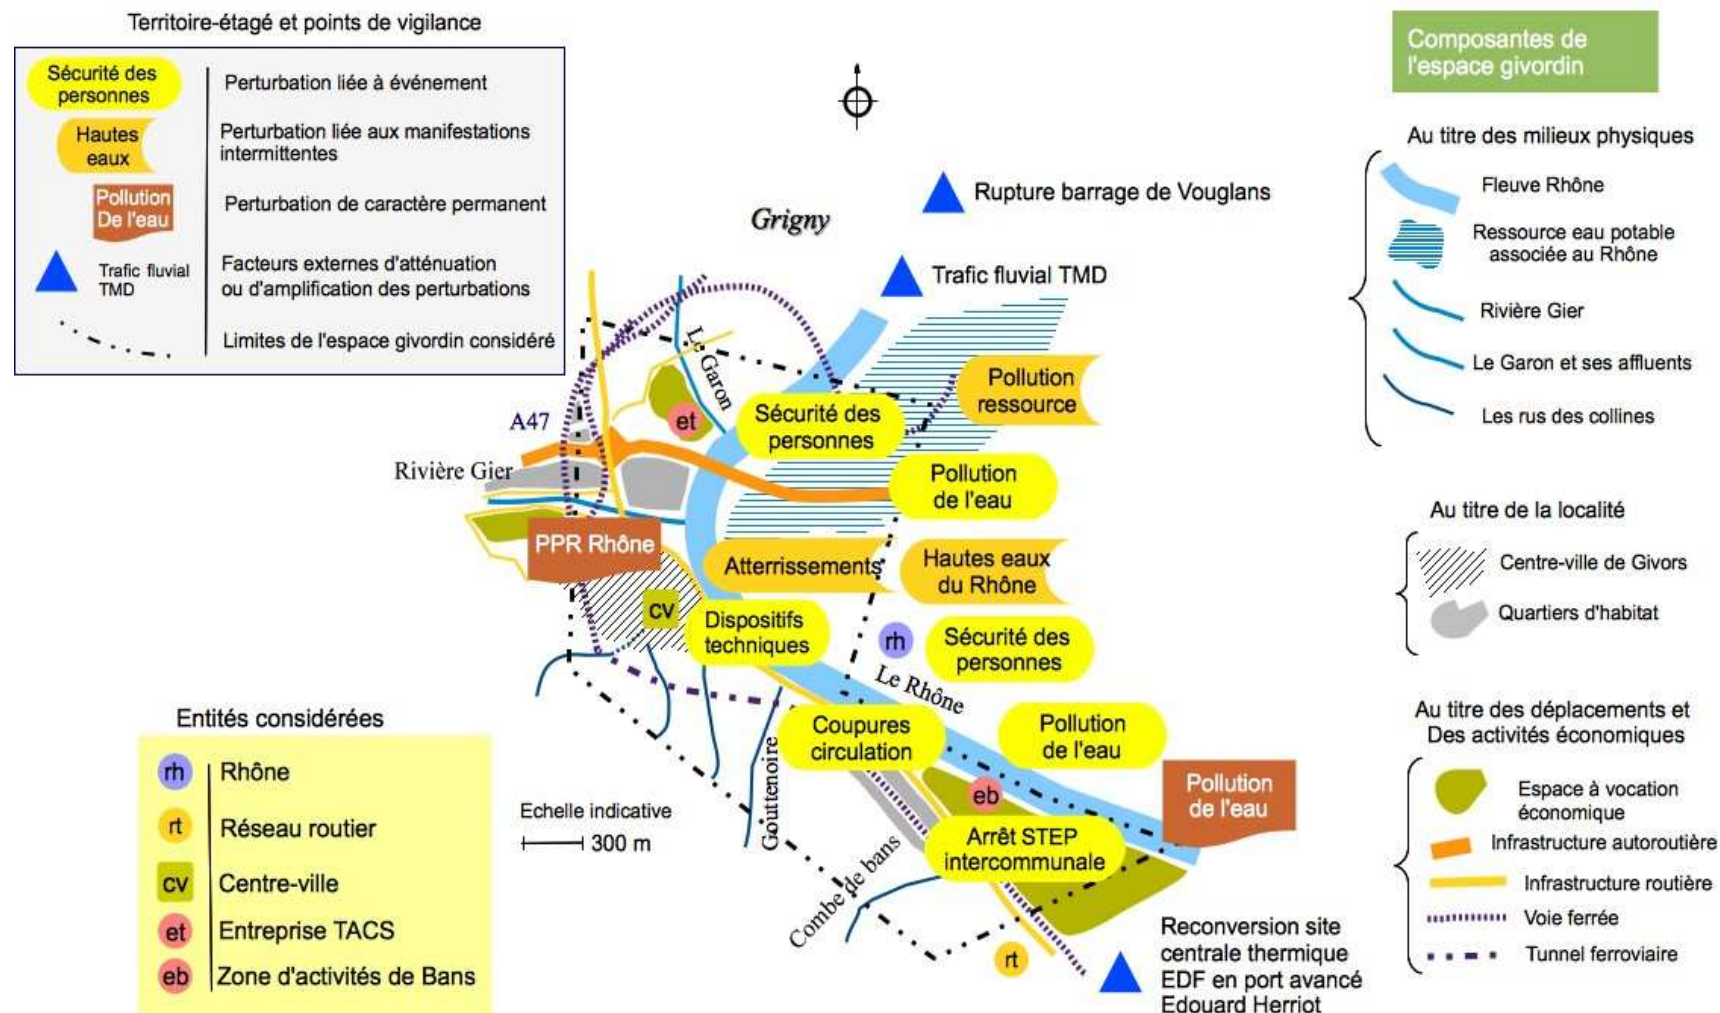 Territoire-étagé et points de vigilance
Sécurité des
personnes
Perturbation liée à événement
Hautes
eaux
Perturbation liée aux manifestations
intermittentes
Pollution
De l'eau
Perturbation de caractère permanent
Trafic fluvial
TMD
Facteurs externes d'atténuation
ou d'amplification des perturbations
Limites de l'espace givordin considéré
Rupture barrage de Vouglans
Grigny
Trafic fluvial TMD
Le Garon
Pollution
ressource
A47
et
Sécurité des
personnes
Rivière Gier
Pollution
de l'eau
PPR Rhône
Atterrissements
Hautes eaux
du Rhône
cv
Dispositifs
techniques
rh
Sécurité des
personnes
Le Rhône
Coupures
circulation
Pollution
de l'eau
Gouttenoire
eb
Pollution
de l'eau
Echelle indicative
300 m
Arrêt STEP
intercommunale
Combe de bans
rt
Reconversion site
centrale thermique
EDF en port avancé
Edouard Herriot
Entités considérées
rh Rhône
rt Réseau routier
cv Centre-ville
et Entreprise TACS
eb Zone d'activités de Bans
Composantes de
l'espace givordin
Au titre des milieux physiques
Fleuve Rhône
Ressource eau potable
associée au Rhône
Rivière Gier
Le Garon et ses affluents
Les rus des collines
Au titre de la localité
Centre-ville de Givors
Quartiers d'habitat
Au titre des déplacements et
Des activités économiques
Espace à vocation
économique
Infrastructure autoroutière
Infrastructure routière
Voie ferrée
Tunnel ferroviaire